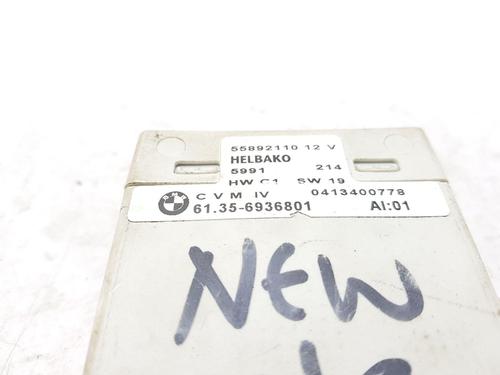 55892110 12 V
HELBAKO
5991 214
HW C1 SW 19
C V M IV 0413400778
61.35-6936801 AI:01
NEW